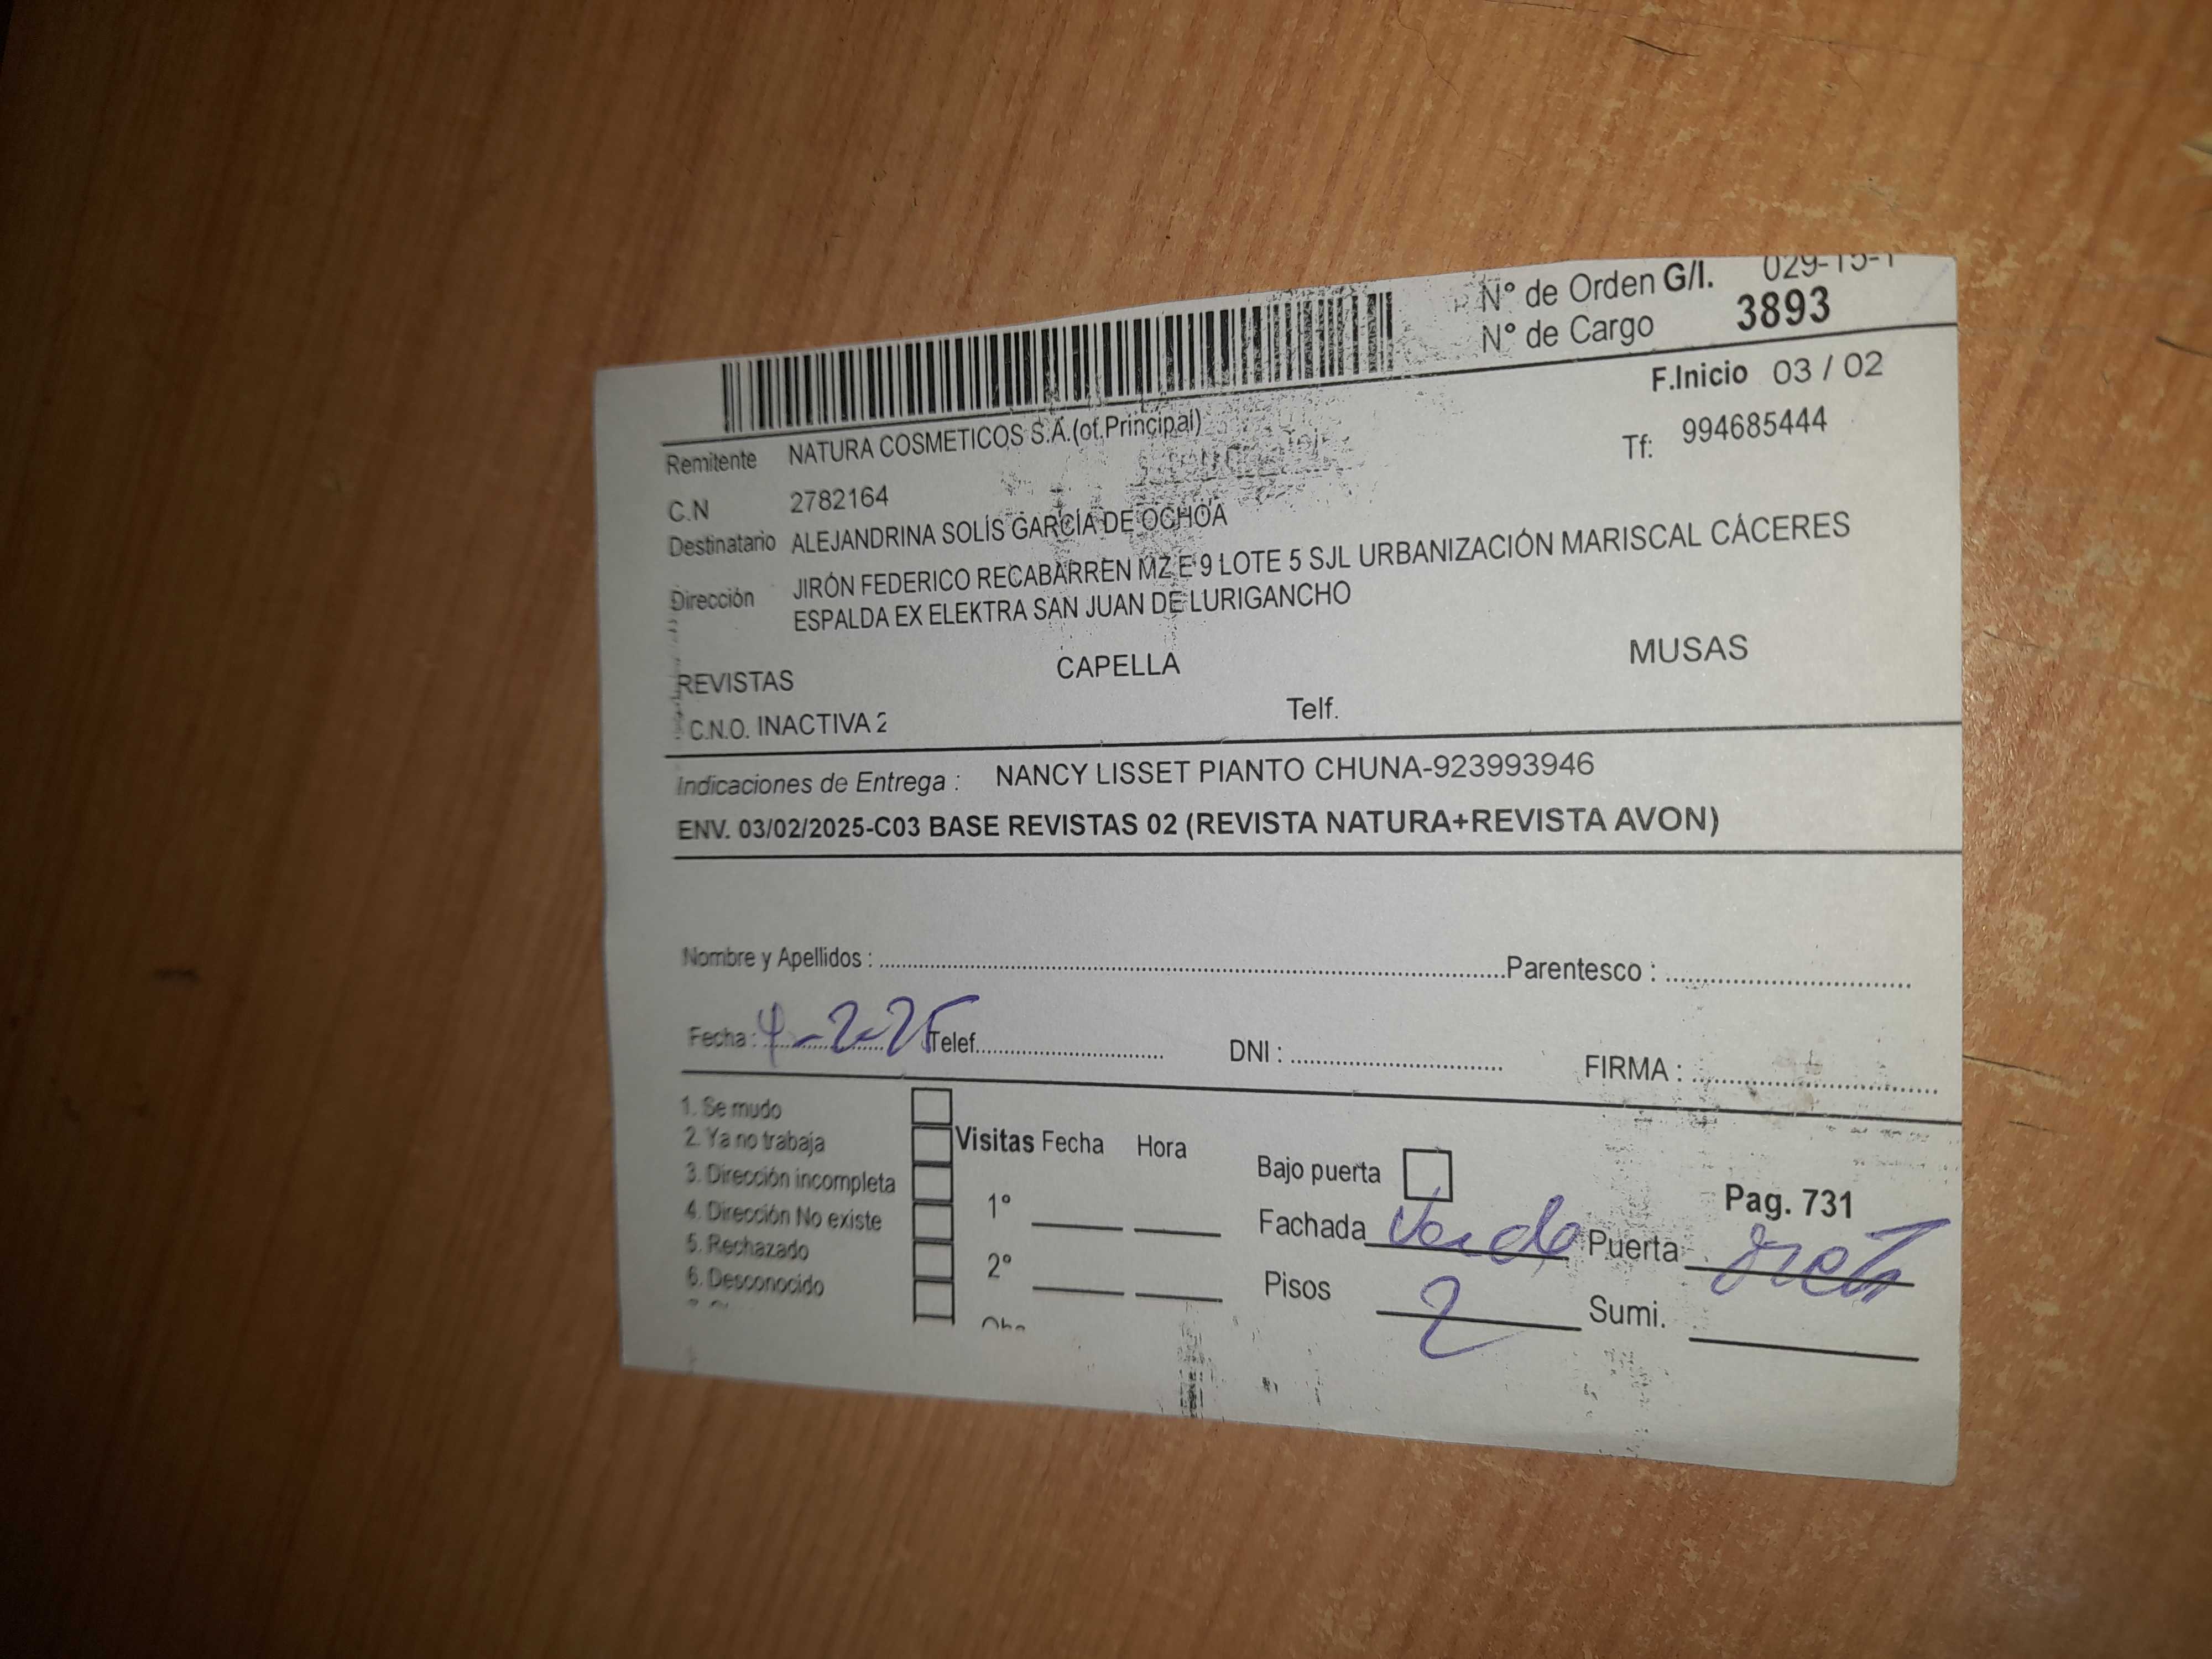 N° de Orden G/I. 029-15-1
N° de Cargo 3893
F.Inicio 03 / 02
Remitente NATURA COSMETICOS S.A.(of.Principal)
Tf: 994685444
C.N 2782164
Destinatario ALEJANDRINA SOLÍS GARCÍA DE OCHOA
Dirección JIRÓN FEDERICO RECABARREN MZ E 9 LOTE 5 SJL URBANIZACIÓN MARISCAL CÁCERES
ESPALDA EX ELEKTRA SAN JUAN DE LURIGANCHO
REVISTAS CAPELLA MUSAS
C.N.O. INACTIVA 2 Telf.
Indicaciones de Entrega : NANCY LISSET PIANTO CHUNA-923993946
ENV. 03/02/2025-C03 BASE REVISTAS 02 (REVISTA NATURA+REVISTA AVON)
Nombre y Apellidos : Parentesco :
Fecha : 4-2-25 Telef. DNI : FIRMA :
1. Se mudo
2. Ya no trabaja
3. Dirección incompleta
4. Dirección No existe
5. Rechazado
6. Desconocido
Visitas Fecha Hora
1°
2°
Bajo puerta
Pag. 731
Fachada Verde Puerta
Pisos 2 Sumi.